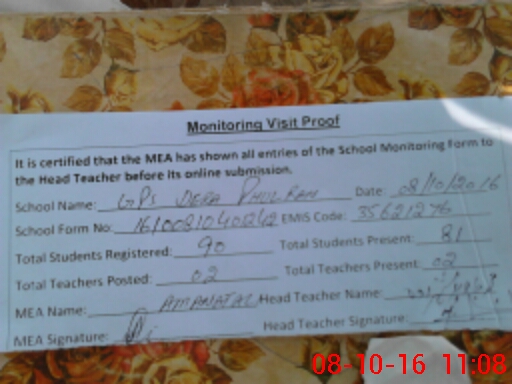 Monitoring Visit Proof
It is certified that the MEA has shown all entries of the School Monitoring Form to
the Head Teacher before its online submission.
School Name: GPS DERA PHULRAH Date: 08/10/2016
School Form No: EMIS Code: 35621276
Total Students Registered: 90 Total Students Present: 81
Total Teachers Posted: 02 Total Teachers Present: 02
MEA Name: AMANATAL Head Teacher Name:
MEA Signature: Head Teacher Signature:
08-10-16 11:08